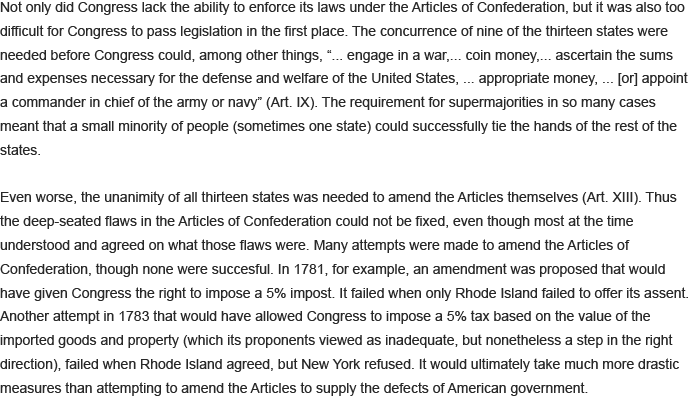 Not only did Congress lack the ability to enforce its laws under the Articles of Confederation, but it was also too
difficult for Congress to pass legislation in the first place. The concurrence of nine of the thirteen states were
needed before Congress could, among other things, “... engage in a war,... coin money,... ascertain the sums
and expenses necessary for the defense and welfare of the United States, ... appropriate money, ... [or] appoint
a commander in chief of the army or navy” (Art. IX). The requirement for supermajorities in so many cases
meant that a small minority of people (sometimes one state) could successfully tie the hands of the rest of the
states.
Even worse, the unanimity of all thirteen states was needed to amend the Articles themselves (Art. XIII). Thus
the deep-seated flaws in the Articles of Confederation could not be fixed, even though most at the time
understood and agreed on what those flaws were. Many attempts were made to amend the Articles of
Confederation, though none were succesful. In 1781, for example, an amendment was proposed that would
have given Congress the right to impose a 5% impost. It failed when only Rhode Island failed to offer its assent.
Another attempt in 1783 that would have allowed Congress to impose a 5% tax based on the value of the
imported goods and property (which its proponents viewed as inadequate, but nonetheless a step in the right
direction), failed when Rhode Island agreed, but New York refused. It would ultimately take much more drastic
measures than attempting to amend the Articles to supply the defects of American government.